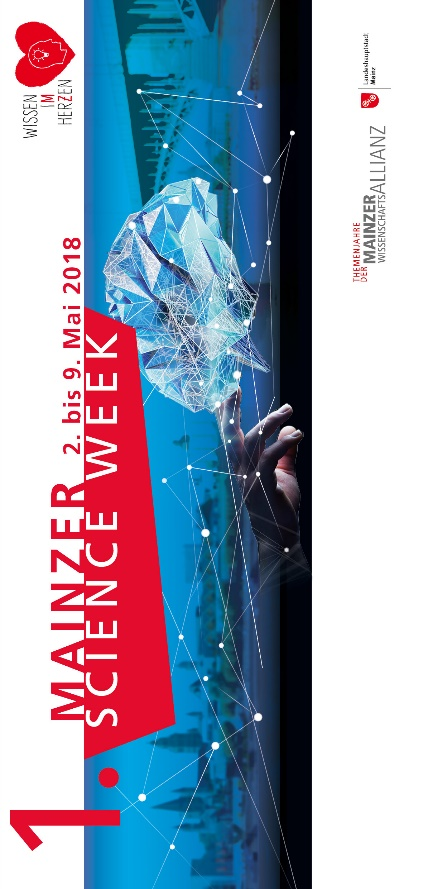 1. MAINZER
SCIENCE WEEK
2. bis 9. Mai 2018
WISSEN
IM
HERZEN
THEMENJAHRE
DER MAINZER
WISSENSCHAFTSALLIANZ
Landeshauptstadt
Mainz